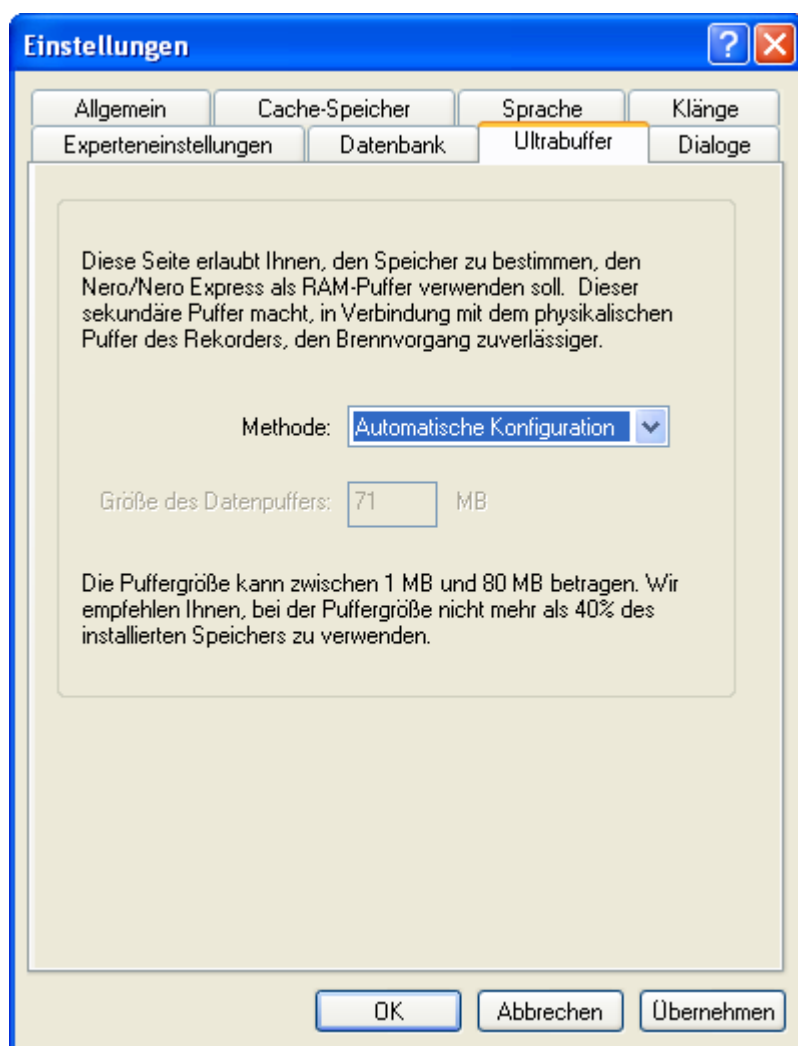 Einstellungen
Allgemein
Cache-Speicher
Sprache
Klänge
Experteneinstellungen
Datenbank
Ultrabuffer
Dialoge
Diese Seite erlaubt Ihnen, den Speicher zu bestimmen, den
Nero/Nero Express als RAM-Puffer verwenden soll.  Dieser
sekundäre Puffer macht, in Verbindung mit dem physikalischen
Puffer des Rekorders, den Brennvorgang zuverlässiger.
Methode: Automatische Konfiguration
Größe des Datenpuffers: 71 MB
Die Puffergröße kann zwischen 1 MB und 80 MB betragen. Wir
empfehlen Ihnen, bei der Puffergröße nicht mehr als 40% des
installierten Speichers zu verwenden.
OK
Abbrechen
Übernehmen